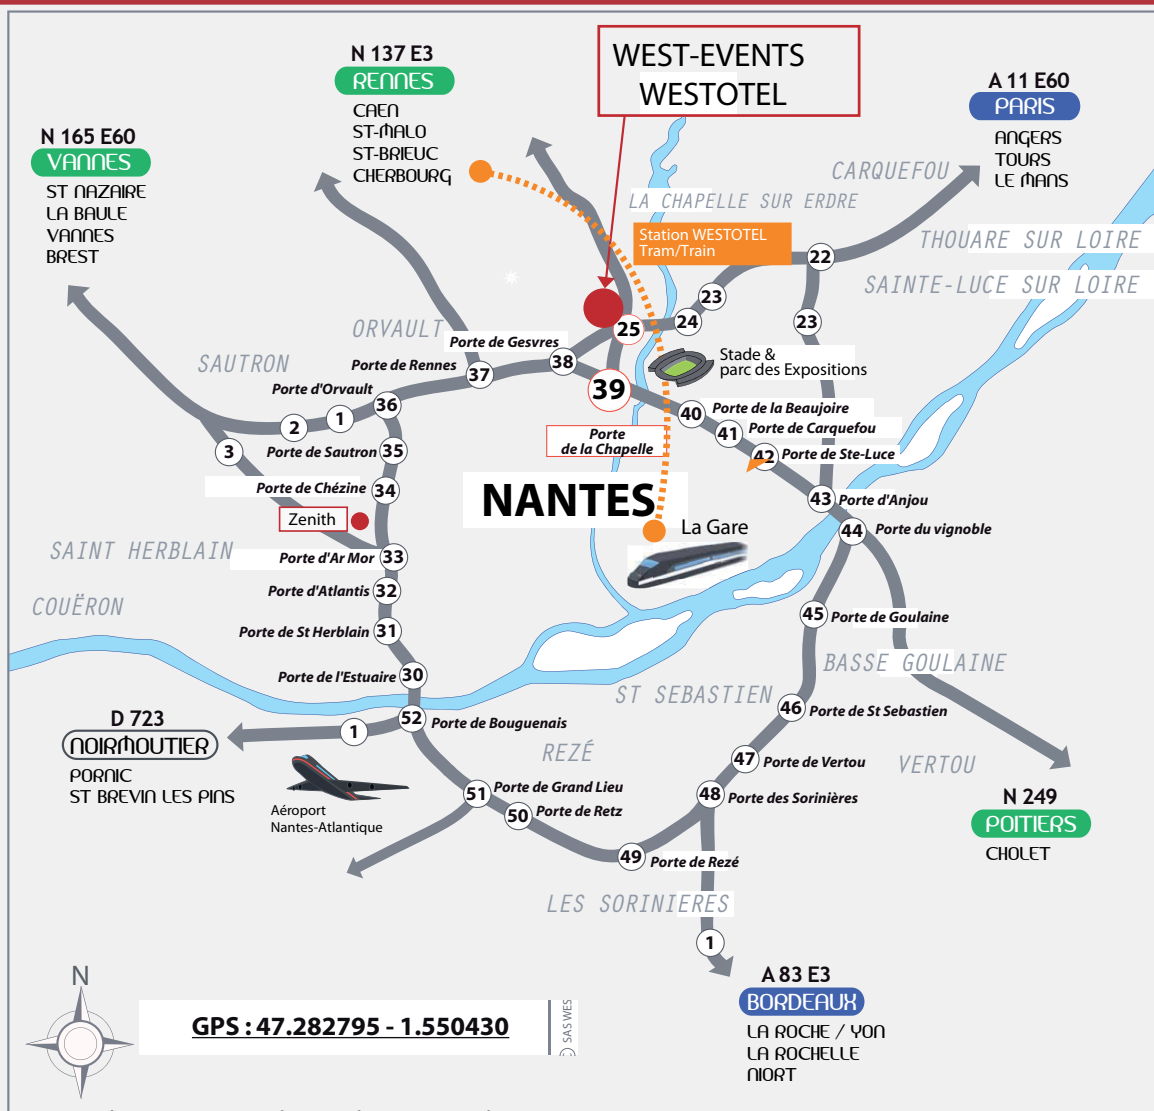 WEST-EVENTS
WESTOTEL
N 137 E3
RENNES
CAEN
ST-MALO
ST-BRIEUC
CHERBOURG
A 11 E60
PARIS
ANGERS
TOURS
LE MANS
N 165 E60
VANNES
ST NAZAIRE
LA BAULE
VANNES
BREST
CARQUEFOU
LA CHAPELLE SUR ERDRE
Station WESTOTEL
Tram/Train
THOUARE SUR LOIRE
22
SAINTE-LUCE SUR LOIRE
23
24
23
25
ORVAULT
Porte de Gesvres
38
Stade &
parc des Expositions
SAUTRON
Porte de Rennes
37
39
Porte d'Orvault
36
1
2
40
Porte de la Beaujoire
41
Porte de Carquefou
Porte
de la Chapelle
3
Porte de Sautron
35
42
Porte de Ste-Luce
Porte de Chézine
34
NANTES
43
Porte d'Anjou
Zenith
La Gare
44
Porte du vignoble
SAINT HERBLAIN
Porte d'Ar Mor
33
Porte d'Atlantis
32
COUËRON
Porte de St Herblain
31
45
Porte de Goulaine
BASSE GOULAINE
Porte de l'Estuaire
30
ST SEBASTIEN
46
Porte de St Sebastien
D 723
NOIRMOUTIER
PORNIC
ST BREVIN LES PINS
1
52
Porte de Bouguenais
REZÉ
47
Porte de Vertou
VERTOU
51
Porte de Grand Lieu
48
Porte des Sorinières
N 249
POITIERS
CHOLET
Aéroport
Nantes-Atlantique
50
Porte de Retz
49
Porte de Rezé
LES SORINIERES
1
A 83 E3
BORDEAUX
LA ROCHE / YON
LA ROCHELLE
NIORT
N
GPS : 47.282795 - 1.550430
SAS WES